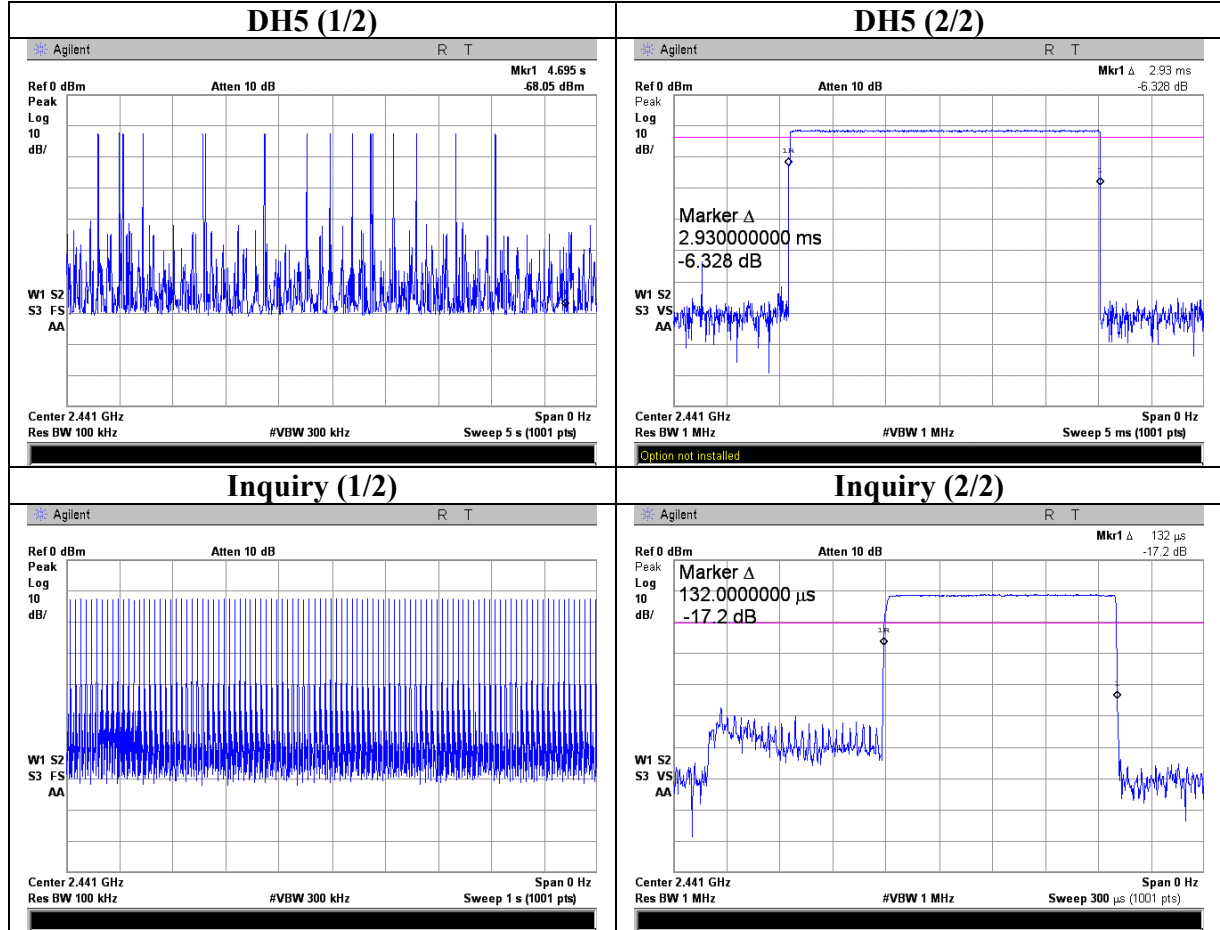 DH5 (1/2)
Agilent R T
Mkr1 4.695 s
Ref 0 dBm Atten 10 dB -68.05 dBm
Peak
Log
10
dB/
W1 S2
S3 FS
AA
Center 2.441 GHz Span 0 Hz
Res BW 100 kHz #VBW 300 kHz Sweep 5 s (1001 pts)
DH5 (2/2)
Agilent R T
Mkr1 Δ 2.93 ms
Ref 0 dBm Atten 10 dB -6.328 dB
Peak
Log
10
dB/
1R
1
Marker Δ
2.930000000 ms
-6.328 dB
W1 S2
S3 VS
AA
Center 2.441 GHz Span 0 Hz
Res BW 1 MHz #VBW 1 MHz Sweep 5 ms (1001 pts)
Option not installed
Inquiry (1/2)
Agilent R T
Ref 0 dBm Atten 10 dB
Peak
Log
10
dB/
W1 S2
S3 FS
AA
Center 2.441 GHz Span 0 Hz
Res BW 100 kHz #VBW 300 kHz Sweep 1 s (1001 pts)
Inquiry (2/2)
Agilent R T
Mkr1 Δ 132 µs
Ref 0 dBm Atten 10 dB -17.2 dB
Peak
Log
10
dB/
Marker Δ
132.0000000 µs
-17.2 dB
1R
1
W1 S2
S3 VS
AA
Center 2.441 GHz Span 0 Hz
Res BW 1 MHz #VBW 1 MHz Sweep 300 µs (1001 pts)